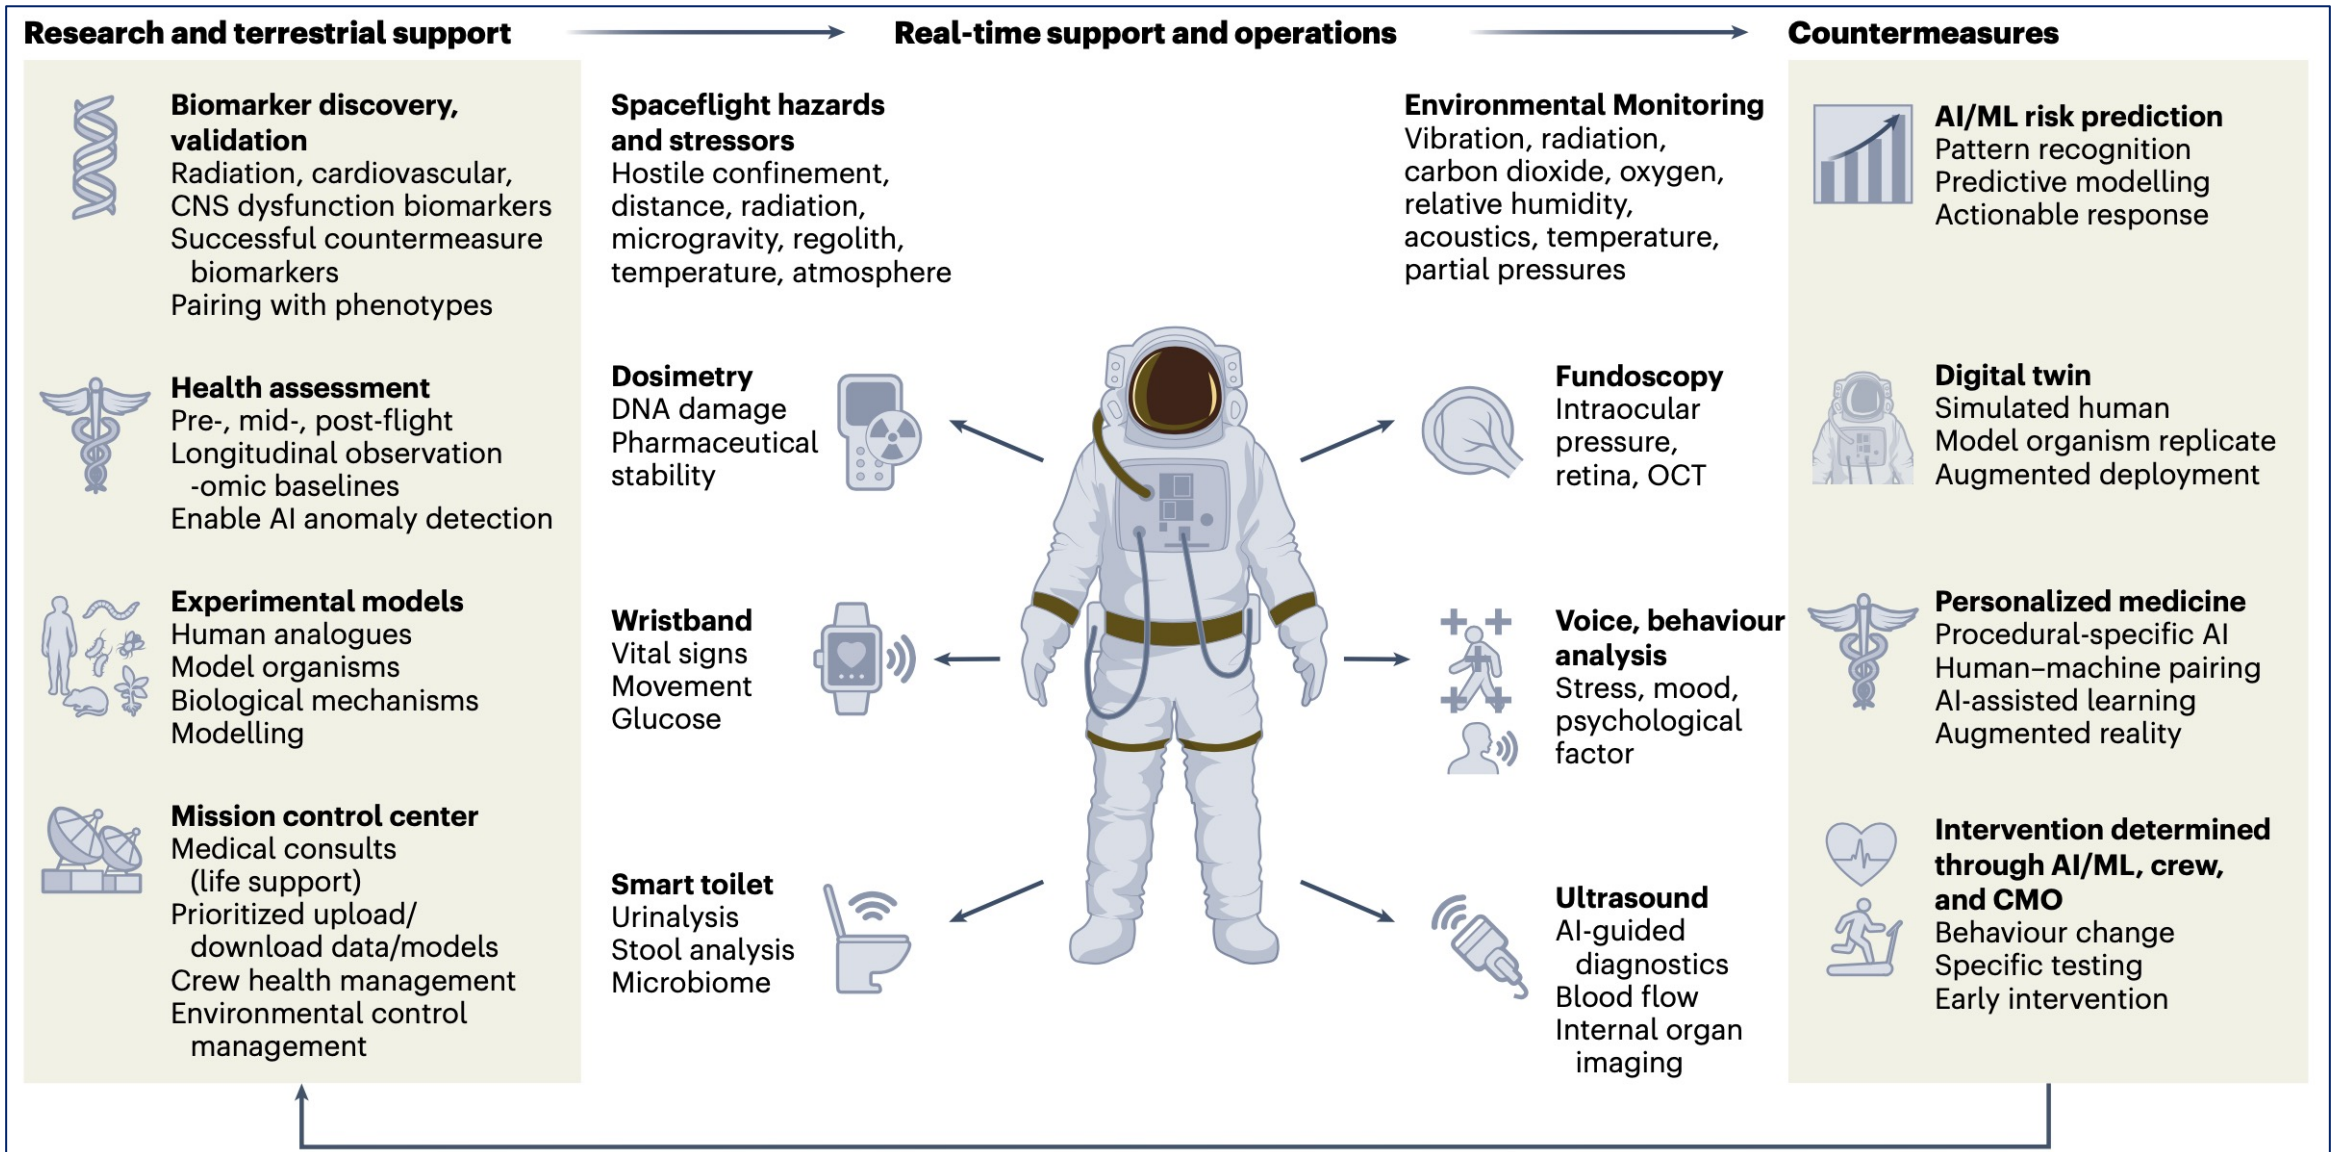 Research and terrestrial support
Real-time support and operations
Countermeasures
Biomarker discovery,
validation
Radiation, cardiovascular,
CNS dysfunction biomarkers
Successful countermeasure
biomarkers
Pairing with phenotypes
Health assessment
Pre-, mid-, post-flight
Longitudinal observation
-omic baselines
Enable AI anomaly detection
Experimental models
Human analogues
Model organisms
Biological mechanisms
Modelling
Mission control center
Medical consults
(life support)
Prioritized upload/
download data/models
Crew health management
Environmental control
management
Spaceflight hazards
and stressors
Hostile confinement,
distance, radiation,
microgravity, regolith,
temperature, atmosphere
Dosimetry
DNA damage
Pharmaceutical
stability
Wristband
Vital signs
Movement
Glucose
Smart toilet
Urinalysis
Stool analysis
Microbiome
Environmental Monitoring
Vibration, radiation,
carbon dioxide, oxygen,
relative humidity,
acoustics, temperature,
partial pressures
Fundoscopy
Intraocular
pressure,
retina, OCT
Voice, behaviour
analysis
Stress, mood,
psychological
factor
Ultrasound
AI-guided
diagnostics
Blood flow
Internal organ
imaging
AI/ML risk prediction
Pattern recognition
Predictive modelling
Actionable response
Digital twin
Simulated human
Model organism replicate
Augmented deployment
Personalized medicine
Procedural-specific AI
Human–machine pairing
AI-assisted learning
Augmented reality
Intervention determined
through AI/ML, crew,
and CMO
Behaviour change
Specific testing
Early intervention